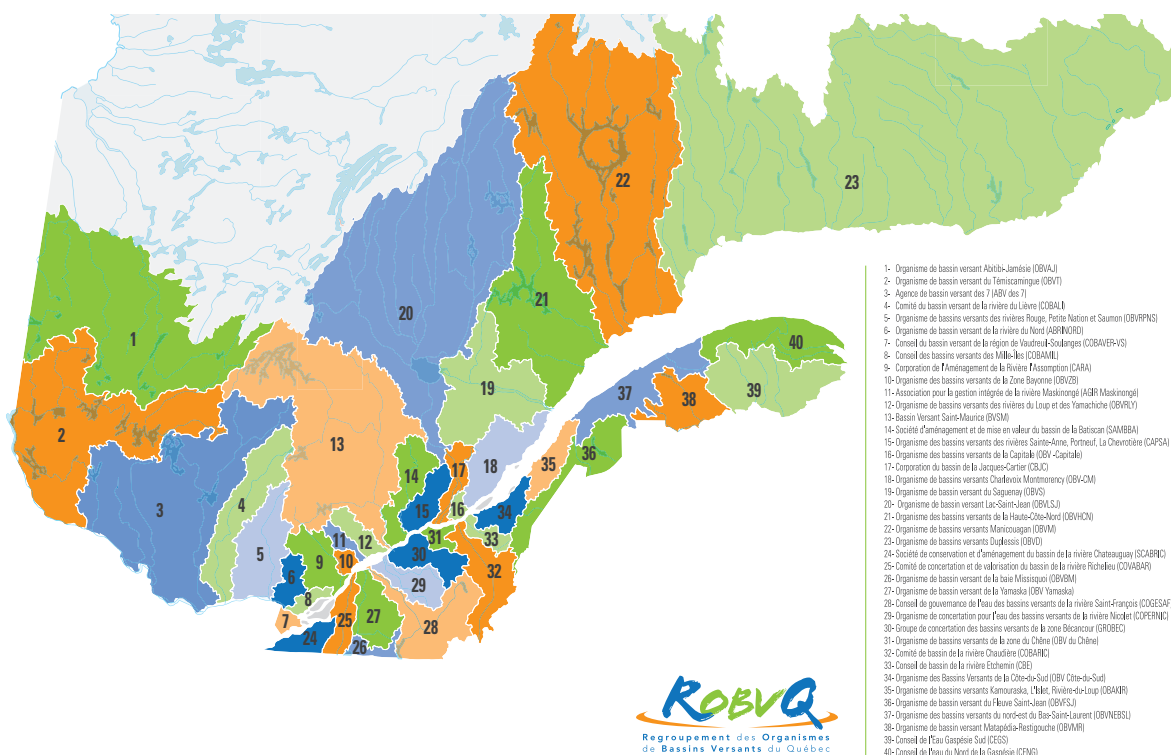 22
23
21
20
1
40
19
37
39
38
2
13
17
18
36
35
14
15
4
3
16
34
5
11
12
31
33
9
30
10
32
6
29
8
27
7
25
28
24
26
1- Organisme de bassin versant Abitibi-Jamésie (OBVAJ)
2- Organisme de bassin versant du Témiscamingue (OBVT)
3- Agence de bassin versant des 7 (ABV des 7)
4- Comité du bassin versant de la rivière du Lièvre (COBALI)
5- Organisme de bassins versants des rivières Rouge, Petite Nation et Saumon (OBVRPNS)
6- Organisme de bassin versant de la rivière du Nord (ABRINORD)
7- Conseil du bassin versant de la région de Vaudreuil-Soulanges (COBAVER-VS)
8- Conseil des bassins versants des Mille-Îles (COBAMIL)
9- Corporation de l'Aménagement de la Rivière l'Assomption (CARA)
10- Organisme des bassins versants de la Zone Bayonne (OBVZB)
11- Association pour la gestion intégrée de la rivière Maskinongé (AGIR Maskinongé)
12- Organisme de bassins versants des rivières du Loup et des Yamachiche (OBVRLY)
13- Bassin Versant Saint-Maurice (BVSM)
14- Société d'aménagement et de mise en valeur du bassin de la Batiscan (SAMBBA)
15- Organisme des bassins versants des rivières Sainte-Anne, Portneuf, La Chevrotière (CAPSA)
16- Organisme des bassins versants de la Capitale (OBV -Capitale)
17- Corporation du bassin de la Jacques-Cartier (CBJC)
18- Organisme de bassins versants Charlevoix Montmorency (OBV-CM)
19- Organisme de bassin versant du Saguenay (OBVS)
20- Organisme de bassin versant Lac-Saint-Jean (OBVLSJ)
21- Organisme des bassins versants de la Haute-Côte-Nord (OBVHCN)
22- Organisme des bassins versants Manicouagan (OBVM)
23- Organisme des bassins versants Duplessis (OBVD)
24- Société de conservation et d'aménagement du bassin de la rivière Chateauguay (SCABRIC)
25- Comité de concertation et de valorisation du bassin de la rivière Richelieu (COVABAR)
26- Organisme de bassin versant de la baie Missisquoi (OBVBM)
27- Organisme de bassin versant de la Yamaska (OBV Yamaska)
28- Conseil de gouvernance de l'eau des bassins versants de la rivière Saint-François (COGESAF)
29- Organisme de concertation pour l'eau des bassins versants de la rivière Nicolet (COPERNIC)
30- Groupe de concertation des bassins versants de la zone Bécancour (GROBEC)
31- Organisme de bassins versants de la zone du Chêne (OBV du Chêne)
32- Comité de bassin de la rivière Chaudière (COBARIC)
33- Conseil de bassin de la rivière Etchemin (CBE)
34- Organisme des Bassins Versants de la Côte-du-Sud (OBV Côte-du-Sud)
35- Organisme de bassins versants Kamouraska, L'Islet, Rivière-du-Loup (OBAKIR)
36- Organisme de bassin versant du Fleuve Saint-Jean (OBVFSJ)
37- Organisme des bassins versants du nord-est du Bas-Saint-Laurent (OBVNEBSL)
38- Organisme de bassin versant Matapédia-Restigouche (OBVMR)
39- Conseil de l'Eau Gaspésie Sud (CEGS)
40- Conseil de l'eau du Nord de la Gaspésie (CENG)
ROBVQ
Regroupement des Organismes
de Bassins Versants du Québec